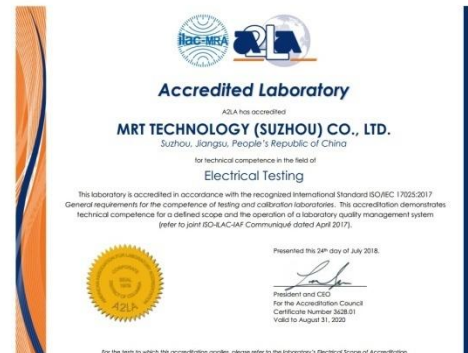 ilac-MRA
A2LA
Accredited Laboratory
A2LA has accredited
MRT TECHNOLOGY (SUZHOU) CO., LTD.
Suzhou, Jiangsu, People's Republic of China
for technical competence in the field of
Electrical Testing
This laboratory is accredited in accordance with the recognized International Standard ISO/IEC 17025:2017
General requirements for the competence of testing and calibration laboratories. This accreditation demonstrates
technical competence for a defined scope and the operation of a laboratory quality management system
(refer to joint ISO-ILAC-IAF Communiqué dated April 2017).
Presented this 24th day of July 2018.
President and CEO
For the Accreditation Council
Certificate Number 3628.01
Valid to August 31, 2020
CORPORATE
SEAL
1978
A2LA
For the tests to which this accreditation applies, please refer to the laboratory's Electrical Scope of Accreditation.